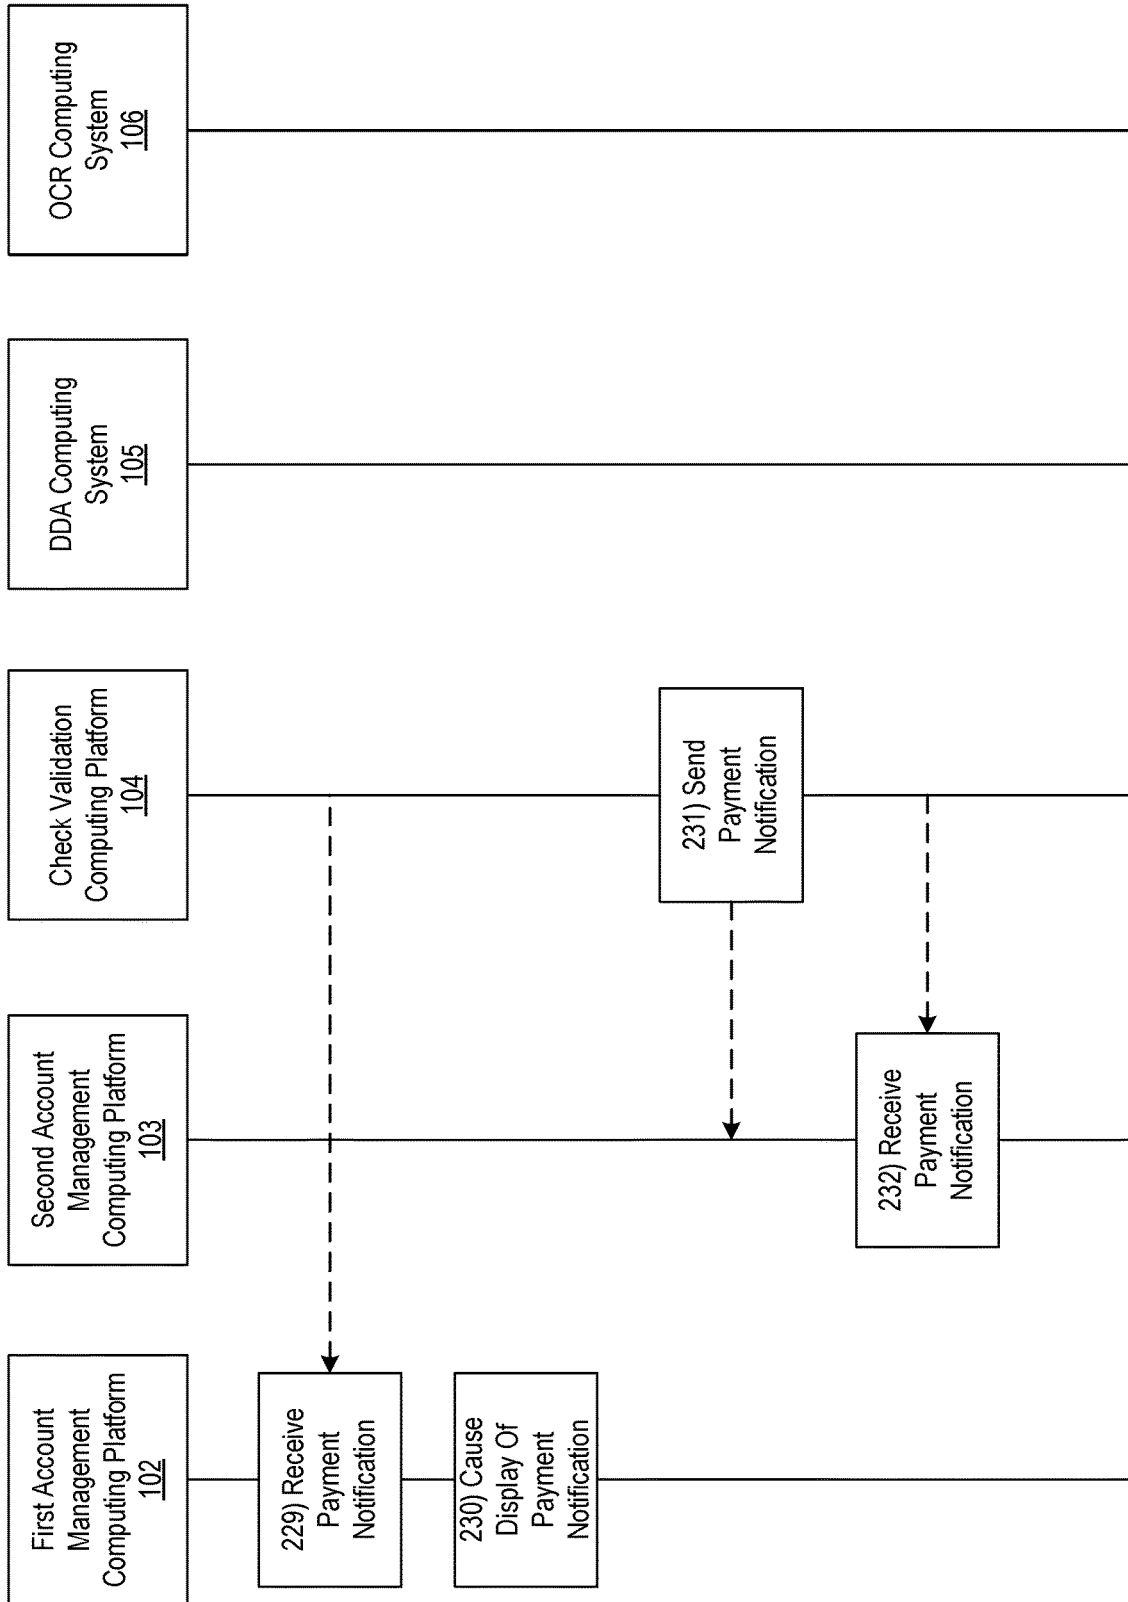 First Account
Management
Computing Platform
102
Second Account
Management
Computing Platform
103
Check Validation
Computing Platform
104
DDA Computing
System
105
OCR Computing
System
106
229) Receive
Payment
Notification
230) Cause
Display Of
Payment
Notification
231) Send
Payment
Notification
232) Receive
Payment
Notification